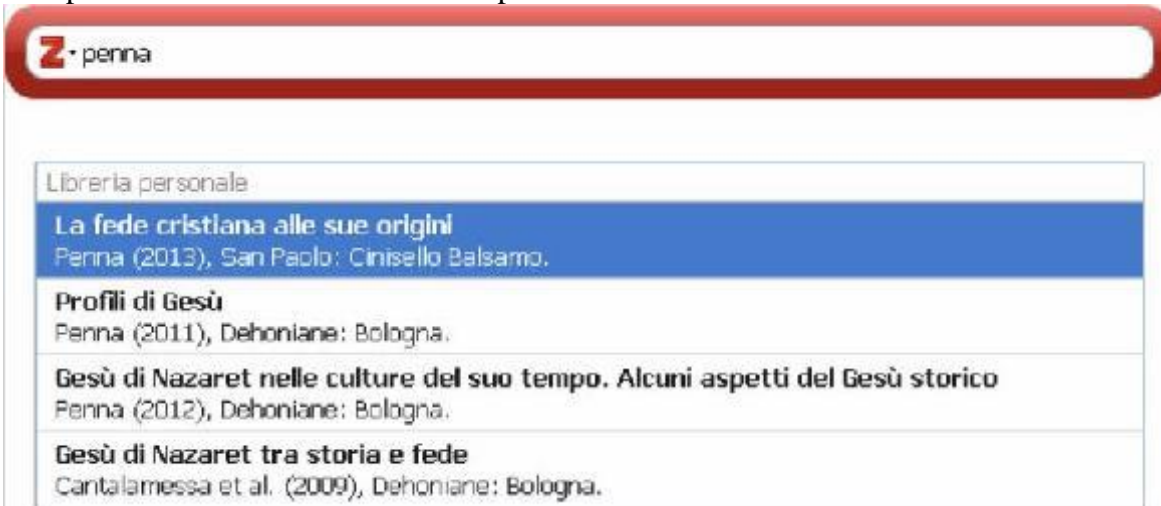 Z penna
Libreria personale
La fede cristiana alle sue origini
Penna (2013), San Paolo: Cinisello Balsamo.
Profili di Gesù
Penna (2011), Dehoniane: Bologna.
Gesù di Nazaret nelle culture del suo tempo. Alcuni aspetti del Gesù storico
Penna (2012), Dehoniane: Bologna.
Gesù di Nazaret tra storia e fede
Cantalamessa et al. (2009), Dehoniane: Bologna.